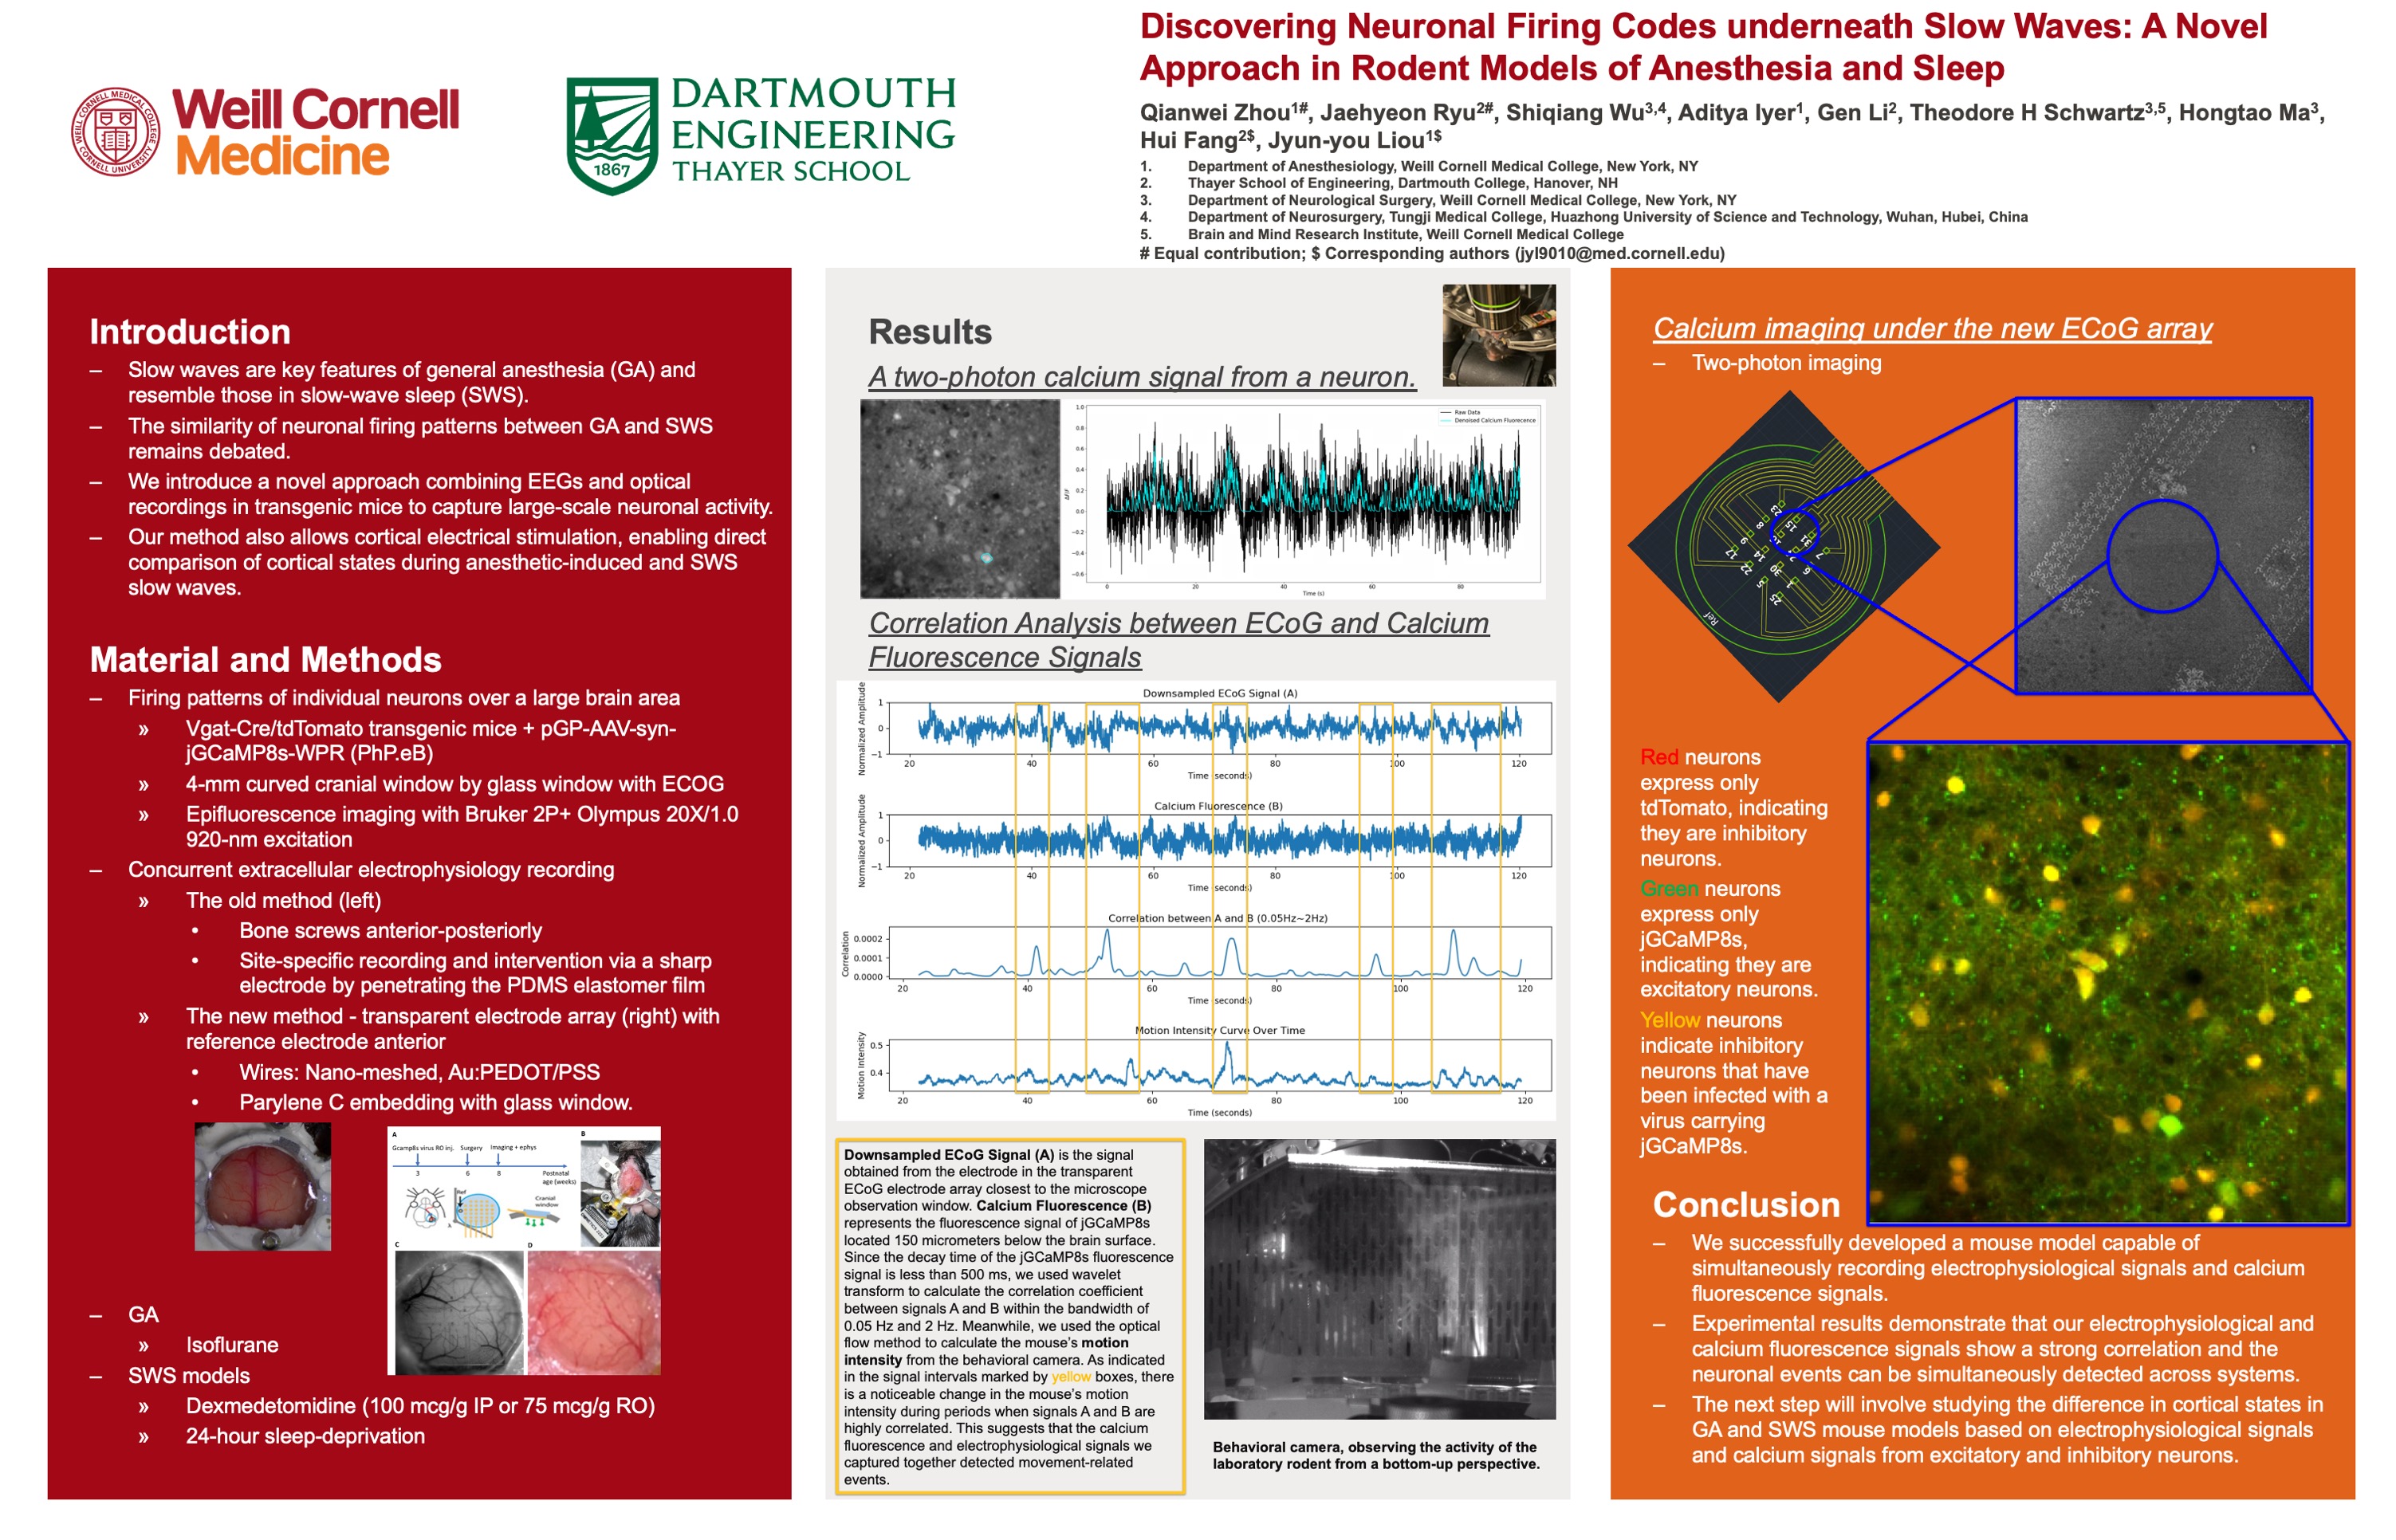 WEILL CORNELL MEDICAL COLLEGE
CORNELL UNIVERSITY
Weill Cornell
Medicine
1867
DARTMOUTH
ENGINEERING
THAYER SCHOOL
Discovering Neuronal Firing Codes underneath Slow Waves: A Novel
Approach in Rodent Models of Anesthesia and Sleep
Qianwei Zhou1#, Jaehyeon Ryu2#, Shiqiang Wu3,4, Aditya Iyer1, Gen Li2, Theodore H Schwartz3,5, Hongtao Ma3,
Hui Fang2$, Jyun-you Liou1$
1. Department of Anesthesiology, Weill Cornell Medical College, New York, NY
2. Thayer School of Engineering, Dartmouth College, Hanover, NH
3. Department of Neurological Surgery, Weill Cornell Medical College, New York, NY
4. Department of Neurosurgery, Tungji Medical College, Huazhong University of Science and Technology, Wuhan, Hubei, China
5. Brain and Mind Research Institute, Weill Cornell Medical College
# Equal contribution; $ Corresponding authors (jyl9010@med.cornell.edu)
Introduction
– Slow waves are key features of general anesthesia (GA) and
resemble those in slow-wave sleep (SWS).
– The similarity of neuronal firing patterns between GA and SWS
remains debated.
– We introduce a novel approach combining EEGs and optical
recordings in transgenic mice to capture large-scale neuronal activity.
– Our method also allows cortical electrical stimulation, enabling direct
comparison of cortical states during anesthetic-induced and SWS
slow waves.
Material and Methods
– Firing patterns of individual neurons over a large brain area
» Vgat-Cre/tdTomato transgenic mice + pGP-AAV-syn-
jGCaMP8s-WPR (PhP.eB)
» 4-mm curved cranial window by glass window with ECOG
» Epifluorescence imaging with Bruker 2P+ Olympus 20X/1.0
920-nm excitation
– Concurrent extracellular electrophysiology recording
» The old method (left)
• Bone screws anterior-posteriorly
• Site-specific recording and intervention via a sharp
electrode by penetrating the PDMS elastomer film
» The new method - transparent electrode array (right) with
reference electrode anterior
• Wires: Nano-meshed, Au:PEDOT/PSS
• Parylene C embedding with glass window.
A
B
Gcamp8s virus RO inj. Surgery Imaging + ephys
3 6 8
Postnatal
age (weeks)
Ref
Cranial
window
C
D
– GA
» Isoflurane
– SWS models
» Dexmedetomidine (100 mcg/g IP or 75 mcg/g RO)
» 24-hour sleep-deprivation
Results
A two-photon calcium signal from a neuron.
Raw Data
Denoised Calcium Fluorecence
1.0
0.8
0.6
0.4
0.2
0.0
−0.2
−0.4
−0.6
ΔF/F
0 20 40 60 80
Time (s)
Correlation Analysis between ECoG and Calcium
Fluorescence Signals
Downsampled ECoG Signal (A)
Normalized Amplitude
1
0
−1
20 40 60 80 100 120
Time (seconds)
Calcium Fluorescence (B)
Normalized Amplitude
1
0
−1
20 40 60 80 100 120
Time (seconds)
Correlation between A and B (0.05Hz~2Hz)
Correlation
0.0002
0.0001
0.0000
20 40 60 80 100 120
Time (seconds)
Motion Intensity Curve Over Time
Motion Intensity
0.5
0.4
20 40 60 80 100 120
Time (seconds)
Downsampled ECoG Signal (A) is the signal
obtained from the electrode in the transparent
ECoG electrode array closest to the microscope
observation window. Calcium Fluorescence (B)
represents the fluorescence signal of jGCaMP8s
located 150 micrometers below the brain surface.
Since the decay time of the jGCaMP8s fluorescence
signal is less than 500 ms, we used wavelet
transform to calculate the correlation coefficient
between signals A and B within the bandwidth of
0.05 Hz and 2 Hz. Meanwhile, we used the optical
flow method to calculate the mouse's motion
intensity from the behavioral camera. As indicated
in the signal intervals marked by yellow boxes, there
is a noticeable change in the mouse's motion
intensity during periods when signals A and B are
highly correlated. This suggests that the calcium
fluorescence and electrophysiological signals we
captured together detected movement-related
events.
Behavioral camera, observing the activity of the
laboratory rodent from a bottom-up perspective.
Calcium imaging under the new ECoG array
– Two-photon imaging
23
8
15
9
31
17
14
7
22
30
6
5
1
25
Ref
Red neurons
express only
tdTomato, indicating
they are inhibitory
neurons.
Green neurons
express only
jGCaMP8s,
indicating they are
excitatory neurons.
Yellow neurons
indicate inhibitory
neurons that have
been infected with a
virus carrying
jGCaMP8s.
Conclusion
– We successfully developed a mouse model capable of
simultaneously recording electrophysiological signals and calcium
fluorescence signals.
– Experimental results demonstrate that our electrophysiological and
calcium fluorescence signals show a strong correlation and the
neuronal events can be simultaneously detected across systems.
– The next step will involve studying the difference in cortical states in
GA and SWS mouse models based on electrophysiological signals
and calcium signals from excitatory and inhibitory neurons.